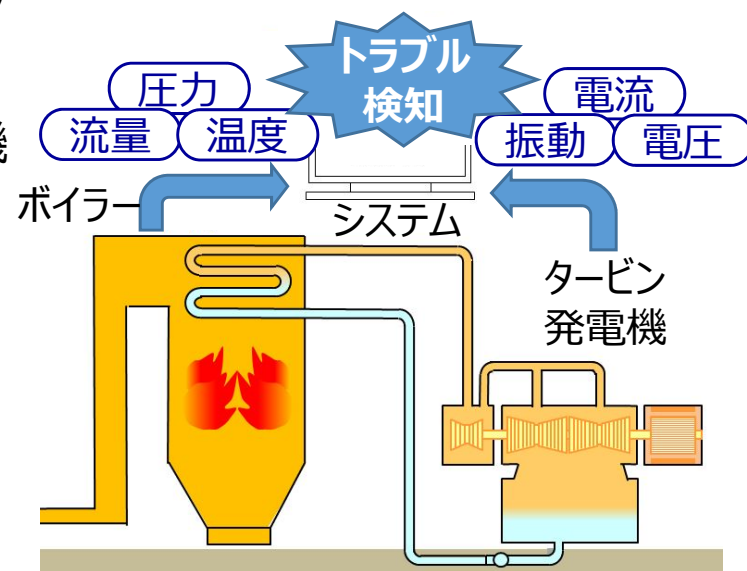 トラブル
検知
圧力
流量
温度
電流
振動
電圧
機
ボイラー
システム
タービン
発電機